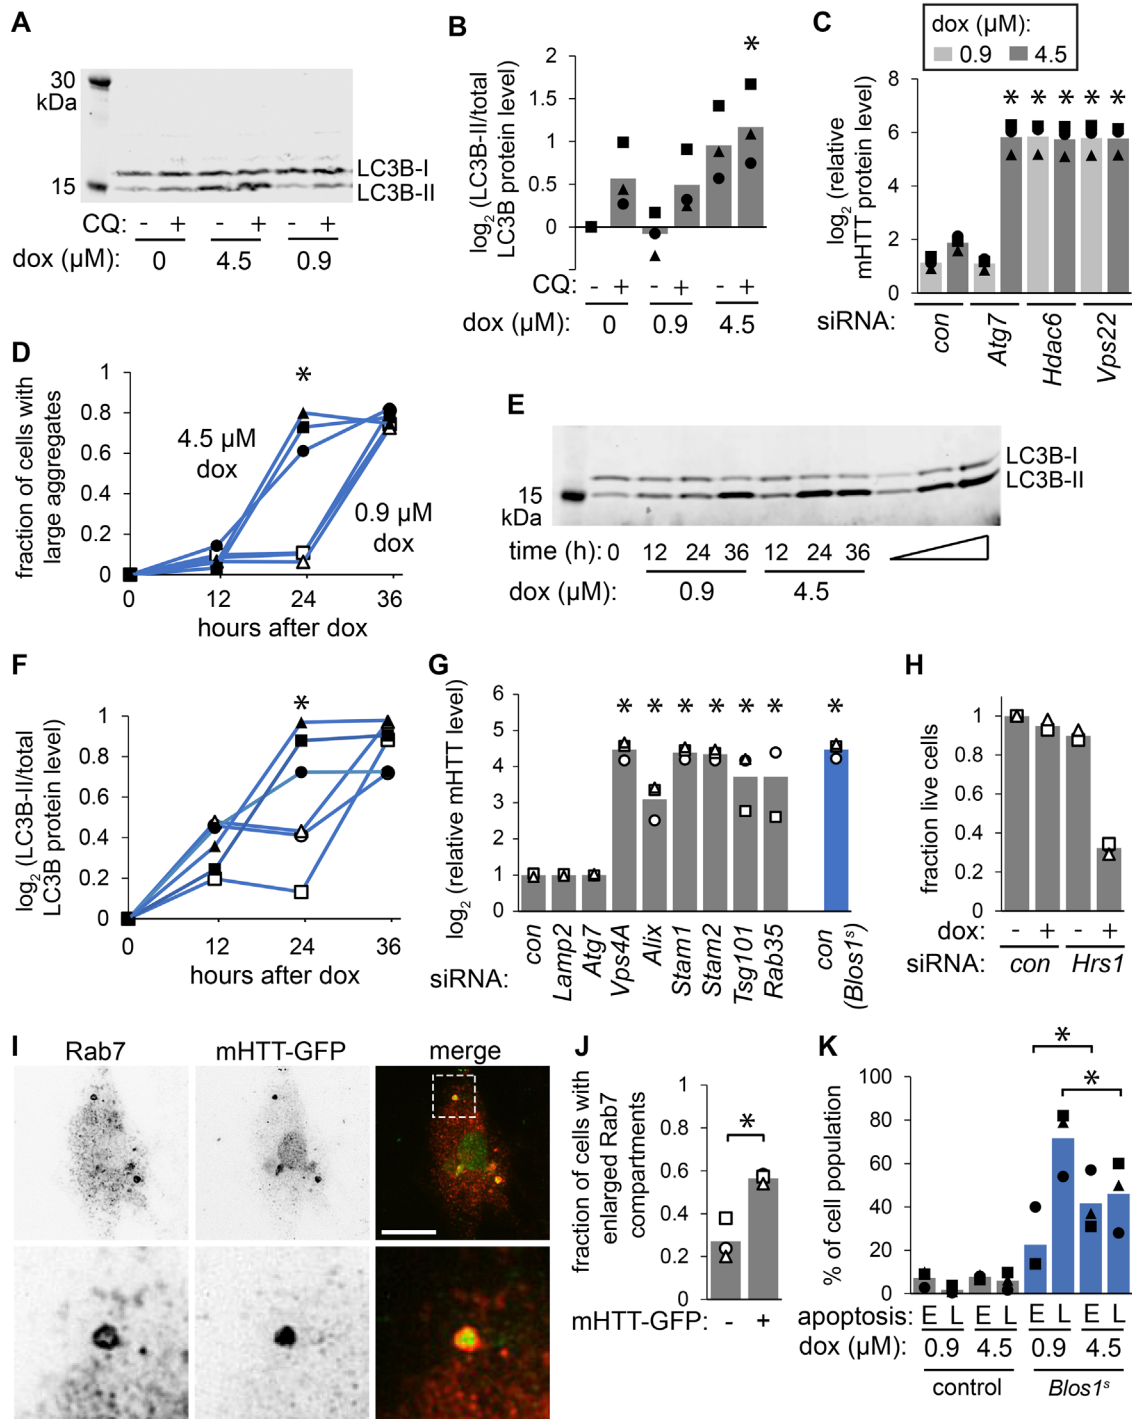 A
30
kDa
15
LC3B-I
LC3B-II
CQ: - + - + - +
dox (µM): 0 4.5 0.9
B
log2 (LC3B-II/total
LC3B protein level)
2
1.5
1
0.5
0
*
CQ: - + - + - +
dox (µM): 0 0.9 4.5
C
dox (µM):
0.9 4.5
log2 (relative
mHTT protein level)
8
6
4
2
0
* * * * *
siRNA: con Atg7 Hdac6 Vps22
D
fraction of cells with
large aggregates
1
0.8
0.6
0.4
0.2
0
*
4.5 µM
dox
0.9 µM
dox
0 12 24 36
hours after dox
E
15
kDa
LC3B-I
LC3B-II
time (h): 0 12 24 36 12 24 36
dox (µM): 0.9 4.5
F
log2 (LC3B-II/total
LC3B protein level)
1
0.8
0.6
0.4
0.2
0
*
0 12 24 36
hours after dox
G
log2 (relative mHTT level)
6
5
4
3
2
1
0
* * * * * * *
siRNA: con Lamp2 Atg7 Vps4A Alix Stam1 Stam2 Tsg101 Rab35 con
(Blos1s)
H
fraction live cells
1
0.8
0.6
0.4
0.2
0
dox: - + - +
siRNA: con Hrs1
I
Rab7 mHTT-GFP merge
J
fraction of cells with
enlarged Rab7
compartments
1
0.8
0.6
0.4
0.2
0
*
mHTT-GFP: - +
K
% of cell population
100
80
60
40
20
0
*
*
apoptosis: E L E L E L E L
dox (µM): 0.9 4.5 0.9 4.5
control Blos1s